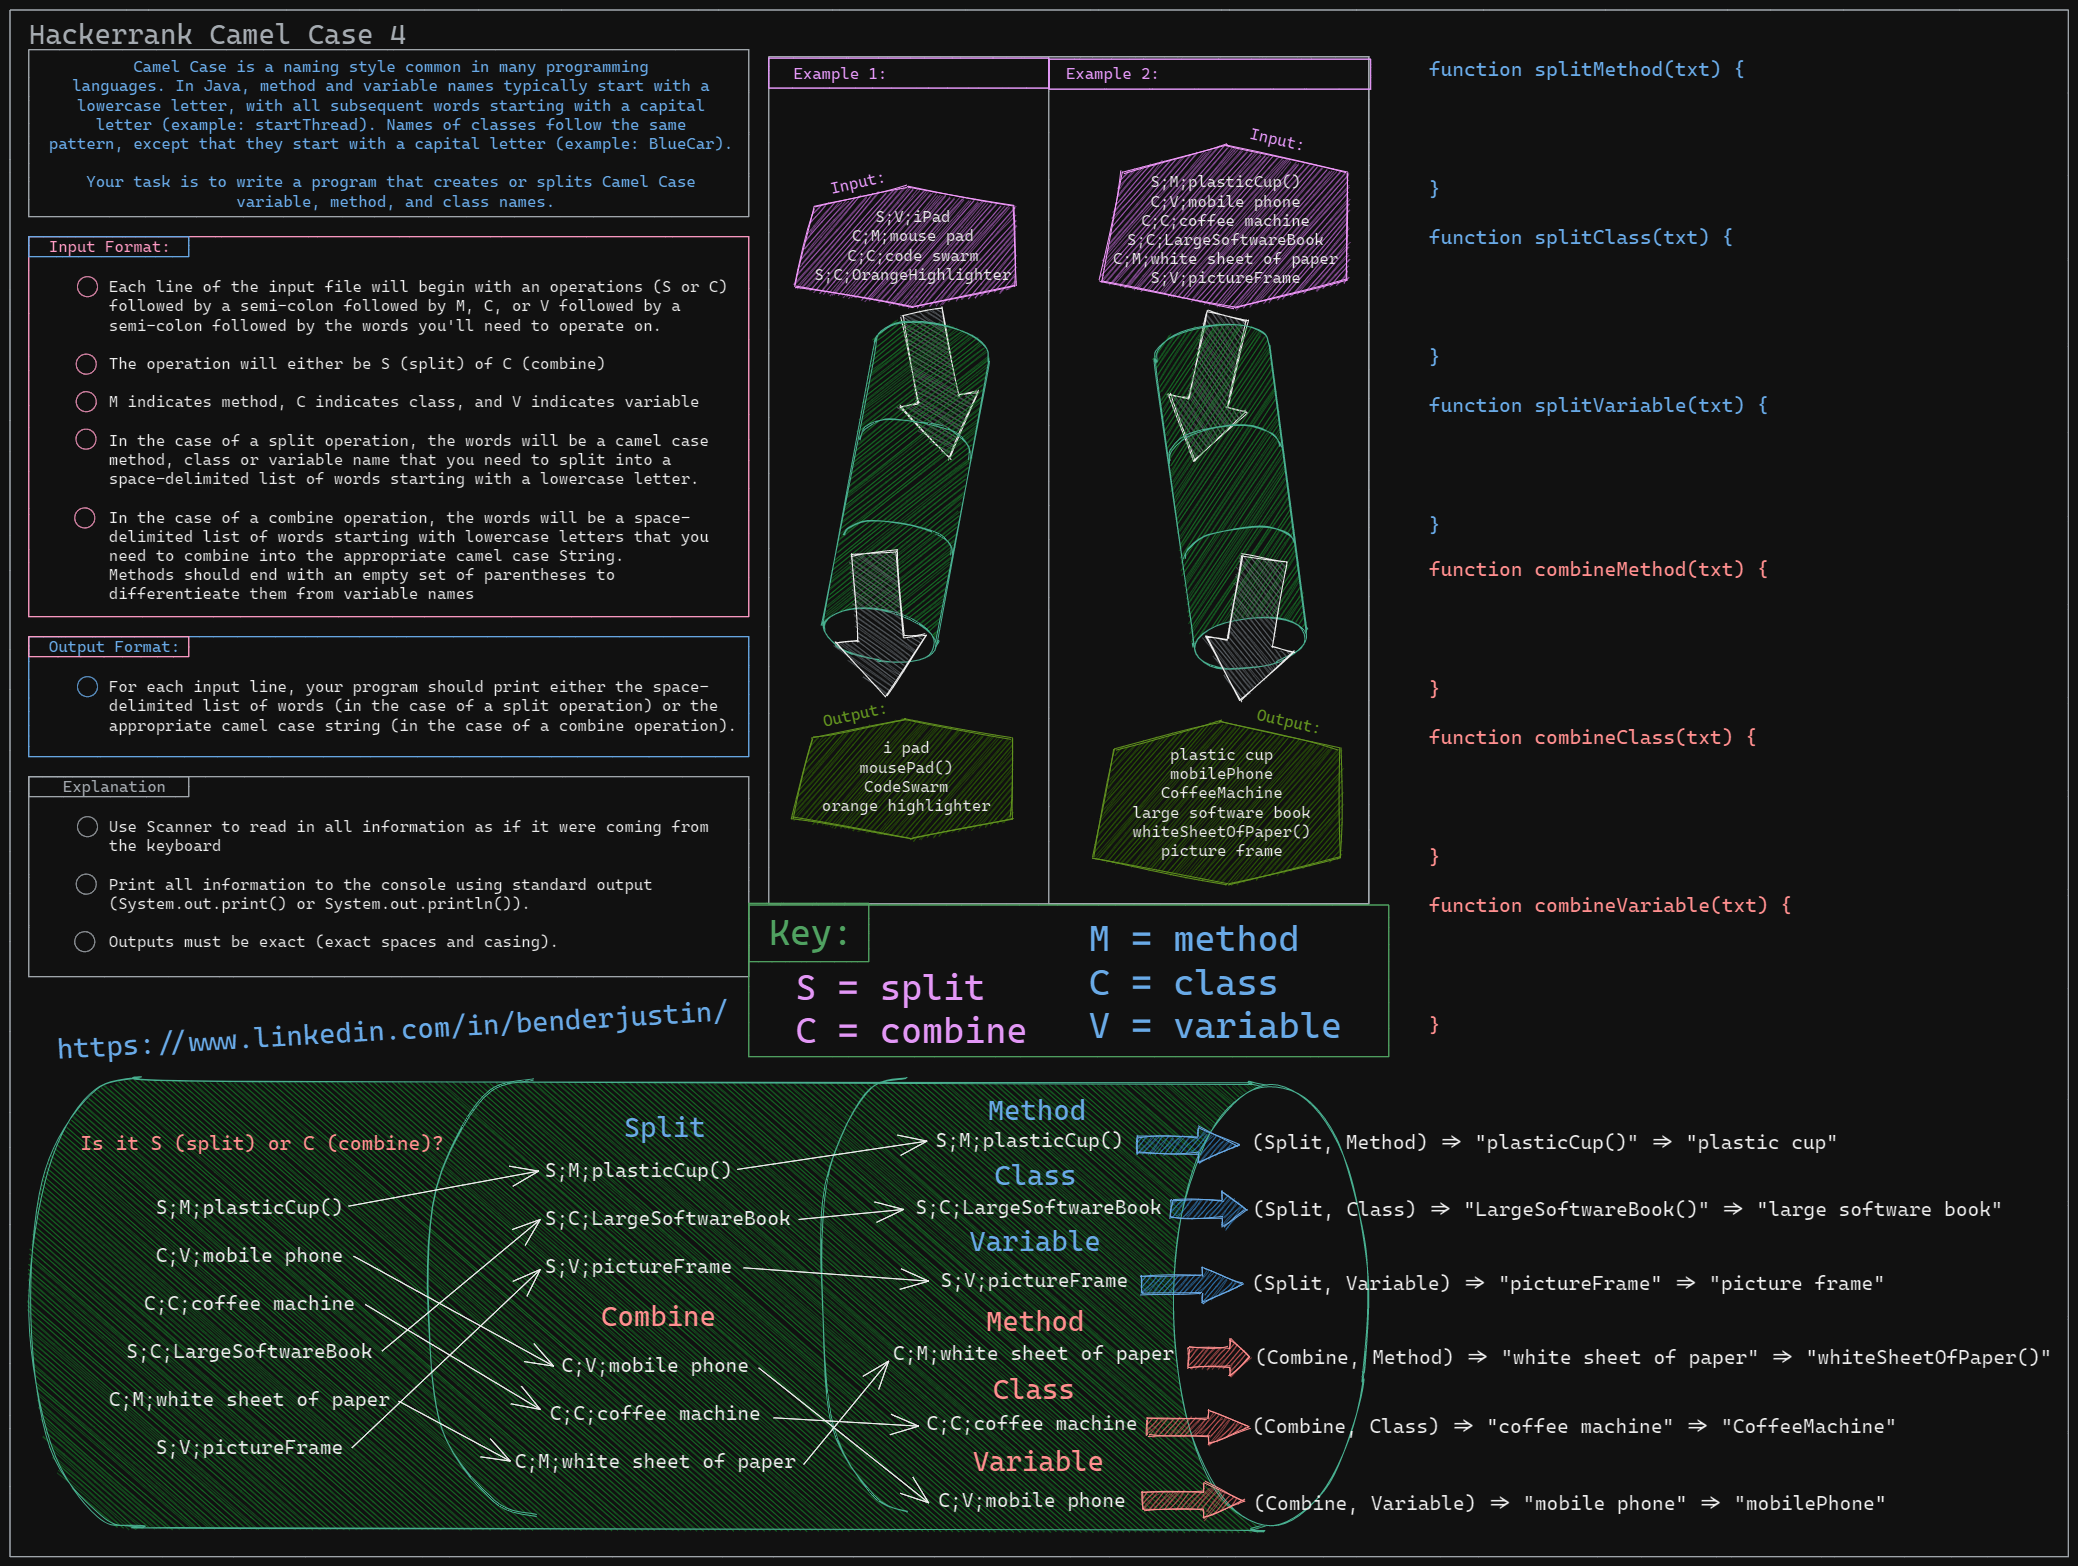 Hackerrank Camel Case 4
Camel Case is a naming style common in many programming
languages. In Java, method and variable names typically start with a
lowercase letter, with all subsequent words starting with a capital
letter (example: startThread). Names of classes follow the same
pattern, except that they start with a capital letter (example: BlueCar).
Your task is to write a program that creates or splits Camel Case
variable, method, and class names.
Input Format:
Each line of the input file will begin with an operations (S or C)
followed by a semi-colon followed by M, C, or V followed by a
semi-colon followed by the words you'll need to operate on.
The operation will either be S (split) of C (combine)
M indicates method, C indicates class, and V indicates variable
In the case of a split operation, the words will be a camel case
method, class or variable name that you need to split into a
space-delimited list of words starting with a lowercase letter.
In the case of a combine operation, the words will be a space-
delimited list of words starting with lowercase letters that you
need to combine into the appropriate camel case String.
Methods should end with an empty set of parentheses to
differentieate them from variable names
Output Format:
For each input line, your program should print either the space-
delimited list of words (in the case of a split operation) or the
appropriate camel case string (in the case of a combine operation).
Explanation
Use Scanner to read in all information as if it were coming from
the keyboard
Print all information to the console using standard output
(System.out.print() or System.out.println()).
Outputs must be exact (exact spaces and casing).
https://www.linkedin.com/in/benderjustin/
Example 1:
Input:
S;V;iPad
C;M;mouse pad
C;C;code swarm
S;C;OrangeHighlighter
Output:
i pad
mousePad()
CodeSwarm
orange highlighter
Example 2:
Input:
S;M;plasticCup()
C;V;mobile phone
C;C;coffee machine
S;C;LargeSoftwareBook
C;M;white sheet of paper
S;V;pictureFrame
Output:
plastic cup
mobilePhone
CoffeeMachine
large software book
whiteSheetOfPaper()
picture frame
Key:
S = split
C = combine
M = method
C = class
V = variable
function splitMethod(txt) {
}
function splitClass(txt) {
}
function splitVariable(txt) {
}
function combineMethod(txt) {
}
function combineClass(txt) {
}
function combineVariable(txt) {
}
Is it S (split) or C (combine)?
S;M;plasticCup()
C;V;mobile phone
C;C;coffee machine
S;C;LargeSoftwareBook
C;M;white sheet of paper
S;V;pictureFrame
Split
S;M;plasticCup()
S;C;LargeSoftwareBook
S;V;pictureFrame
Combine
C;V;mobile phone
C;C;coffee machine
C;M;white sheet of paper
Method
S;M;plasticCup()
Class
S;C;LargeSoftwareBook
Variable
S;V;pictureFrame
Method
C;M;white sheet of paper
Class
C;C;coffee machine
Variable
C;V;mobile phone
(Split, Method) => "plasticCup()" => "plastic cup"
(Split, Class) => "LargeSoftwareBook()" => "large software book"
(Split, Variable) => "pictureFrame" => "picture frame"
(Combine, Method) => "white sheet of paper" => "whiteSheetOfPaper()"
(Combine, Class) => "coffee machine" => "CoffeeMachine"
(Combine, Variable) => "mobile phone" => "mobilePhone"